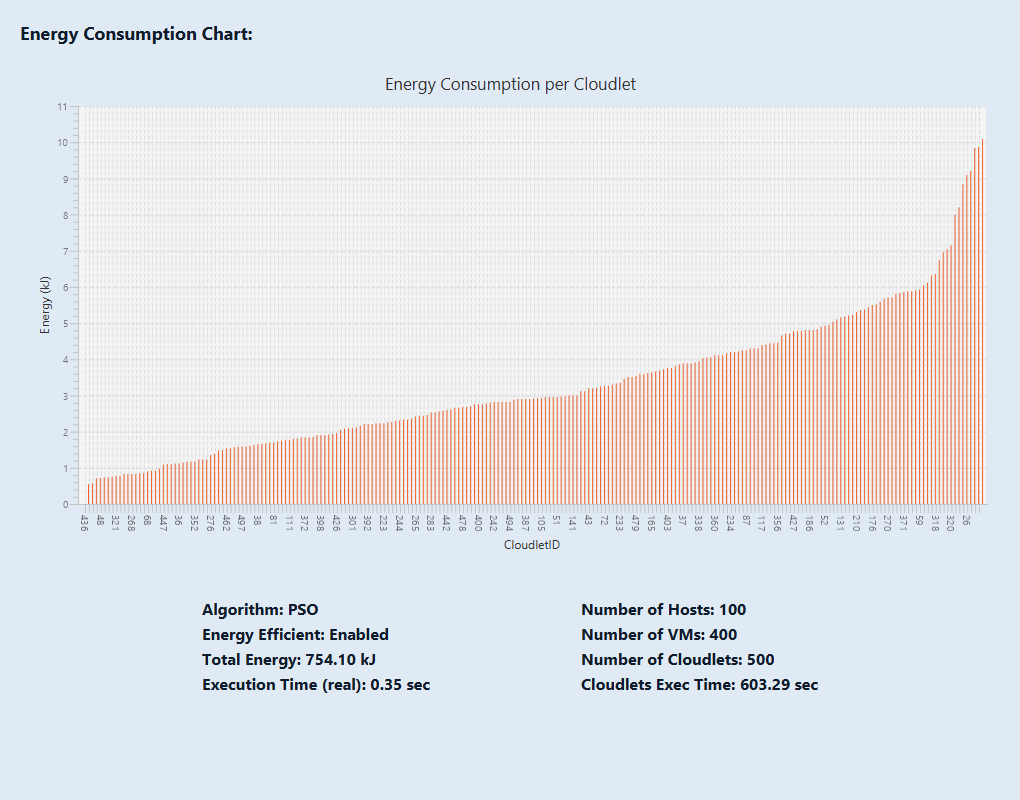 Energy Consumption Chart:
Energy Consumption per Cloudlet
11
10
9
8
7
6
5
4
3
2
1
0
Energy (kJ)
436 48 321 268 68 447 36 352 276 462 497 38 81 111 372 398 426 301 392 223 244 265 283 442 478 400 242 494 387 105 51 141 43 72 233 479 165 403 37 338 360 234 87 117 356 427 186 52 131 210 176 270 371 59 318 320 26
CloudletID
Algorithm: PSO
Energy Efficient: Enabled
Total Energy: 754.10 kJ
Execution Time (real): 0.35 sec
Number of Hosts: 100
Number of VMs: 400
Number of Cloudlets: 500
Cloudlets Exec Time: 603.29 sec